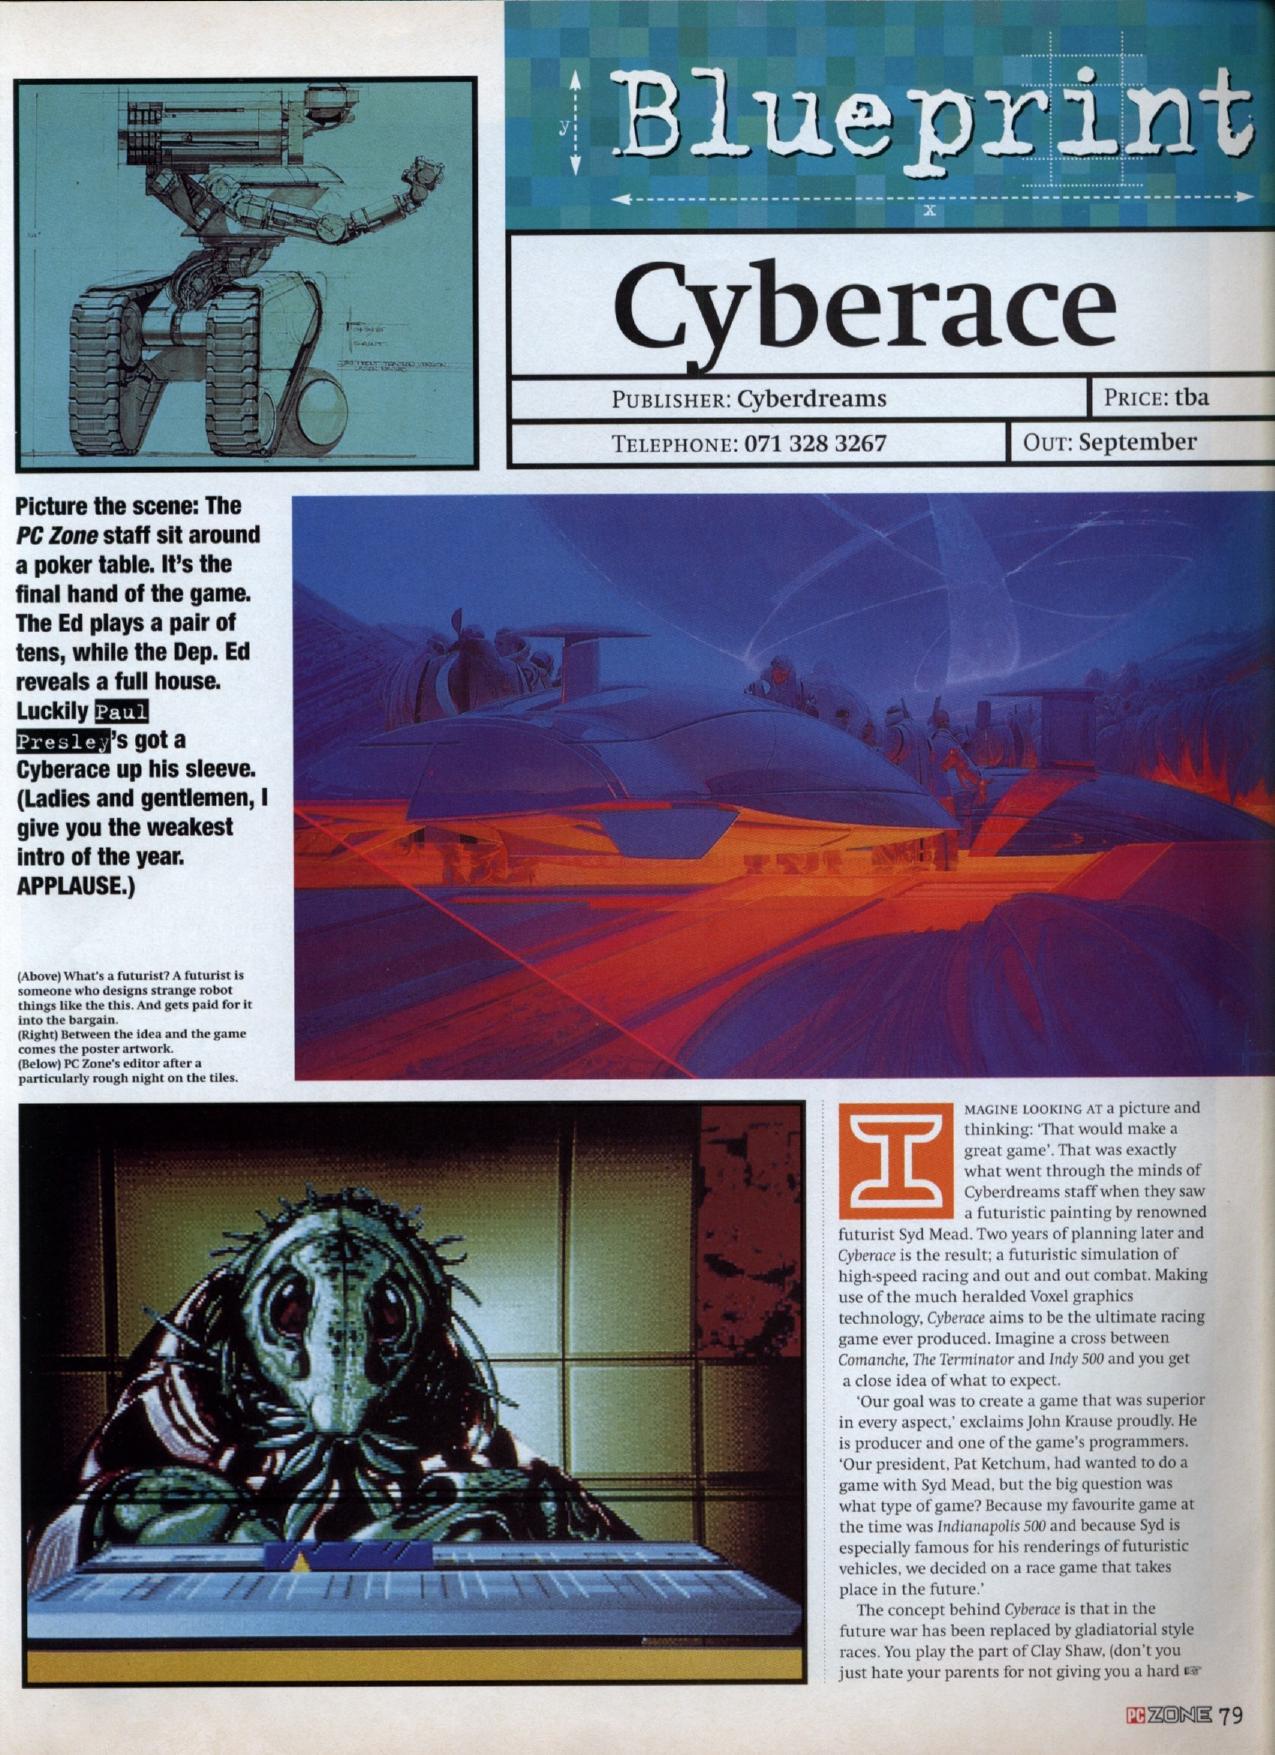 Blueprint
y
x
Cyberace
PUBLISHER: Cyberdreams
PRICE: tba
TELEPHONE: 071 328 3267
OUT: September
Picture the scene: The
PC Zone staff sit around
a poker table. It's the
final hand of the game.
The Ed plays a pair of
tens, while the Dep. Ed
reveals a full house.
Luckily Paul
Presley's got a
Cyberace up his sleeve.
(Ladies and gentlemen, I
give you the weakest
intro of the year.
APPLAUSE.)
(Above) What's a futurist? A futurist is
someone who designs strange robot
things like the this. And gets paid for it
into the bargain.
(Right) Between the idea and the game
comes the poster artwork.
(Below) PC Zone's editor after a
particularly rough night on the tiles.
IMAGINE LOOKING AT a picture and
thinking: 'That would make a
great game'. That was exactly
what went through the minds of
Cyberdreams staff when they saw
a futuristic painting by renowned
futurist Syd Mead. Two years of planning later and
Cyberace is the result; a futuristic simulation of
high-speed racing and out and out combat. Making
use of the much heralded Voxel graphics
technology, Cyberace aims to be the ultimate racing
game ever produced. Imagine a cross between
Comanche, The Terminator and Indy 500 and you get
a close idea of what to expect.
'Our goal was to create a game that was superior
in every aspect,' exclaims John Krause proudly. He
is producer and one of the game's programmers.
'Our president, Pat Ketchum, had wanted to do a
game with Syd Mead, but the big question was
what type of game? Because my favourite game at
the time was Indianapolis 500 and because Syd is
especially famous for his renderings of futuristic
vehicles, we decided on a race game that takes
place in the future.'
The concept behind Cyberace is that in the
future war has been replaced by gladiatorial style
races. You play the part of Clay Shaw, (don't you
just hate your parents for not giving you a hard ☞
PC ZONE 79